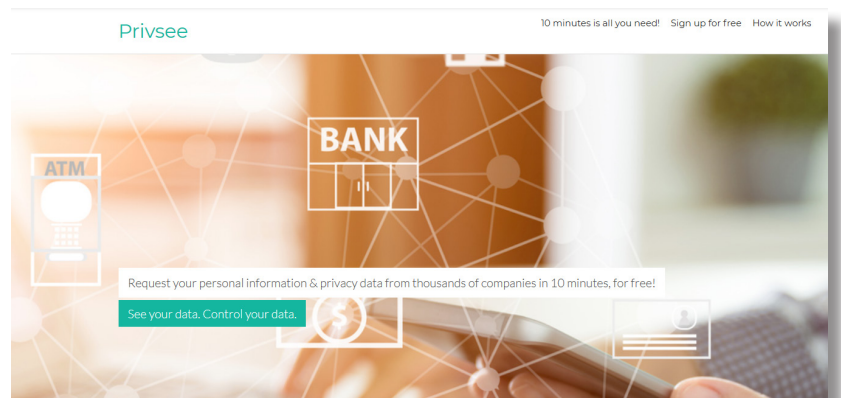 Privsee
10 minutes is all you need! Sign up for free How it works
BANK
ATM
Request your personal information & privacy data from thousands of companies in 10 minutes, for free!
See your data. Control your data.
$